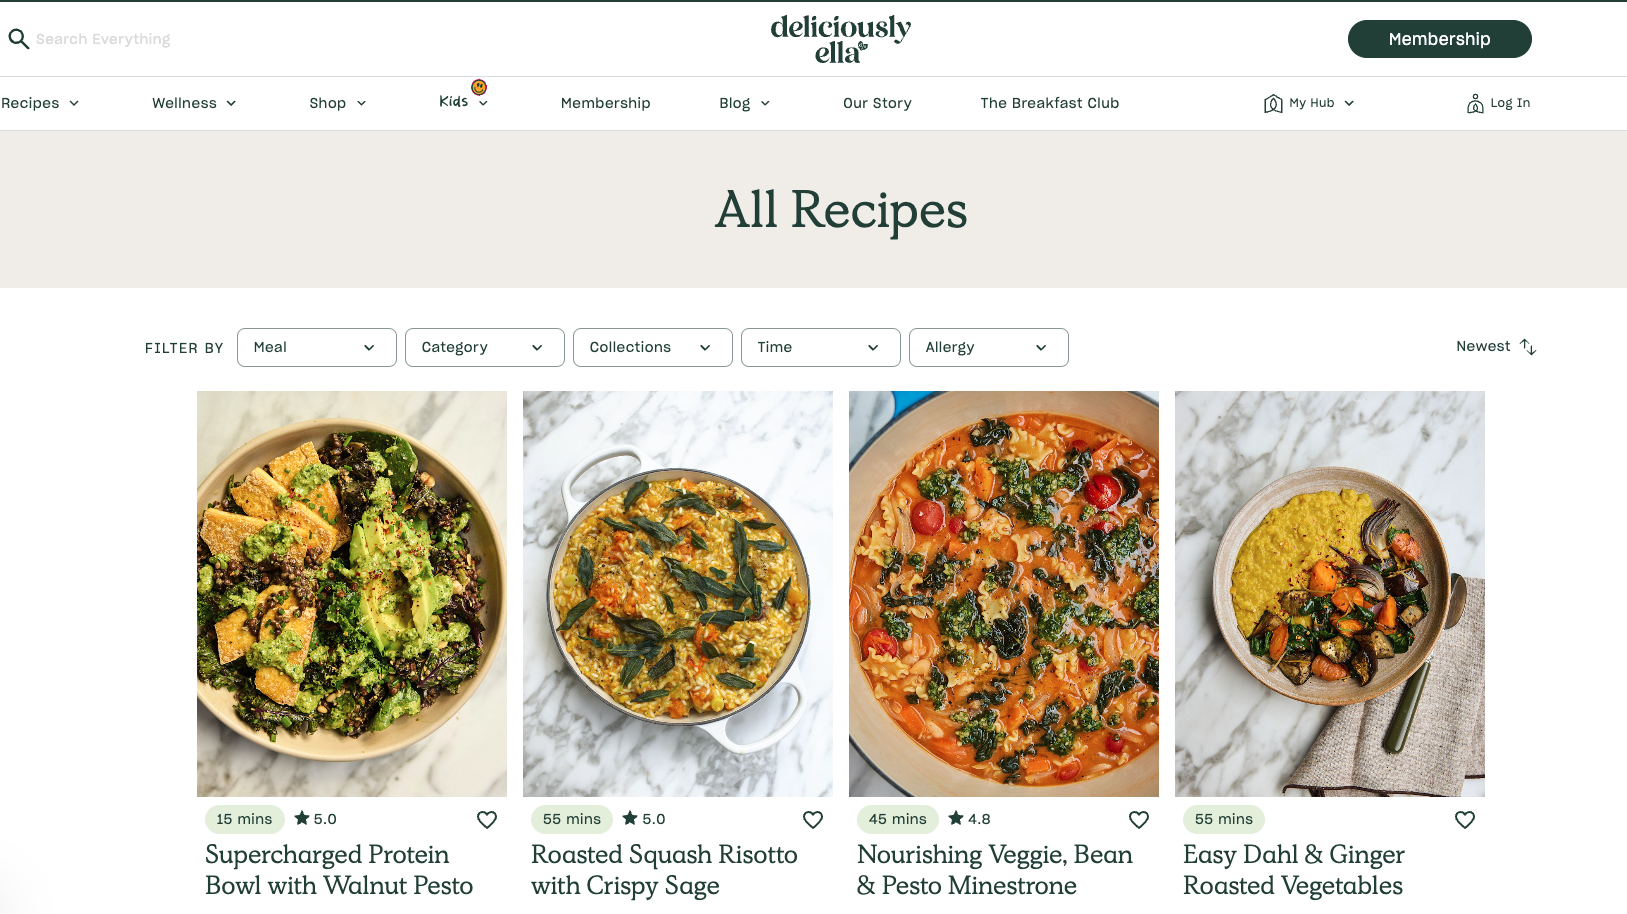 Search Everything
deliciously
ella
Membership
Recipes
Wellness
Shop
Kids
Membership
Blog
Our Story
The Breakfast Club
My Hub
Log In
All Recipes
FILTER BY
Meal
Category
Collections
Time
Allergy
Newest
15 mins
5.0
Supercharged Protein
Bowl with Walnut Pesto
55 mins
5.0
Roasted Squash Risotto
with Crispy Sage
45 mins
4.8
Nourishing Veggie, Bean
& Pesto Minestrone
55 mins
Easy Dahl & Ginger
Roasted Vegetables